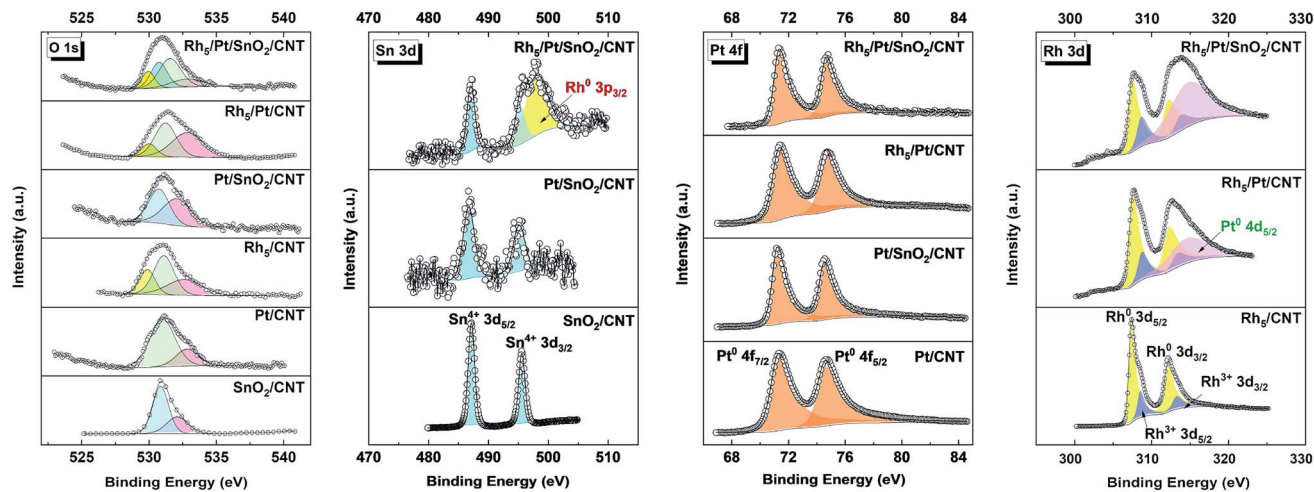 525 530 535 540
O 1s
Rh₅/Pt/SnO₂/CNT
Rh₅/Pt/CNT
Pt/SnO₂/CNT
Rh₅/CNT
Pt/CNT
SnO₂/CNT
Intensity (a.u.)
525 530 535 540
Binding Energy (eV)
470 480 490 500 510
Sn 3d
Rh₅/Pt/SnO₂/CNT
Rh⁰ 3p₃/₂
Pt/SnO₂/CNT
SnO₂/CNT
Sn⁴⁺ 3d₅/₂
Sn⁴⁺ 3d₃/₂
Intensity (a.u.)
470 480 490 500 510
Binding Energy (eV)
68 72 76 80 84
Pt 4f
Rh₅/Pt/SnO₂/CNT
Rh₅/Pt/CNT
Pt/SnO₂/CNT
Pt⁰ 4f₇/₂
Pt⁰ 4f₅/₂
Pt/CNT
Intensity (a.u.)
68 72 76 80 84
Binding Energy (eV)
300 310 320 330
Rh 3d
Rh₅/Pt/SnO₂/CNT
Rh₅/Pt/CNT
Pt⁰ 4d₅/₂
Rh⁰ 3d₅/₂
Rh₅/CNT
Rh⁰ 3d₃/₂
Rh³⁺ 3d₃/₂
Rh³⁺ 3d₅/₂
Intensity (a.u.)
300 310 320 330
Binding Energy (eV)